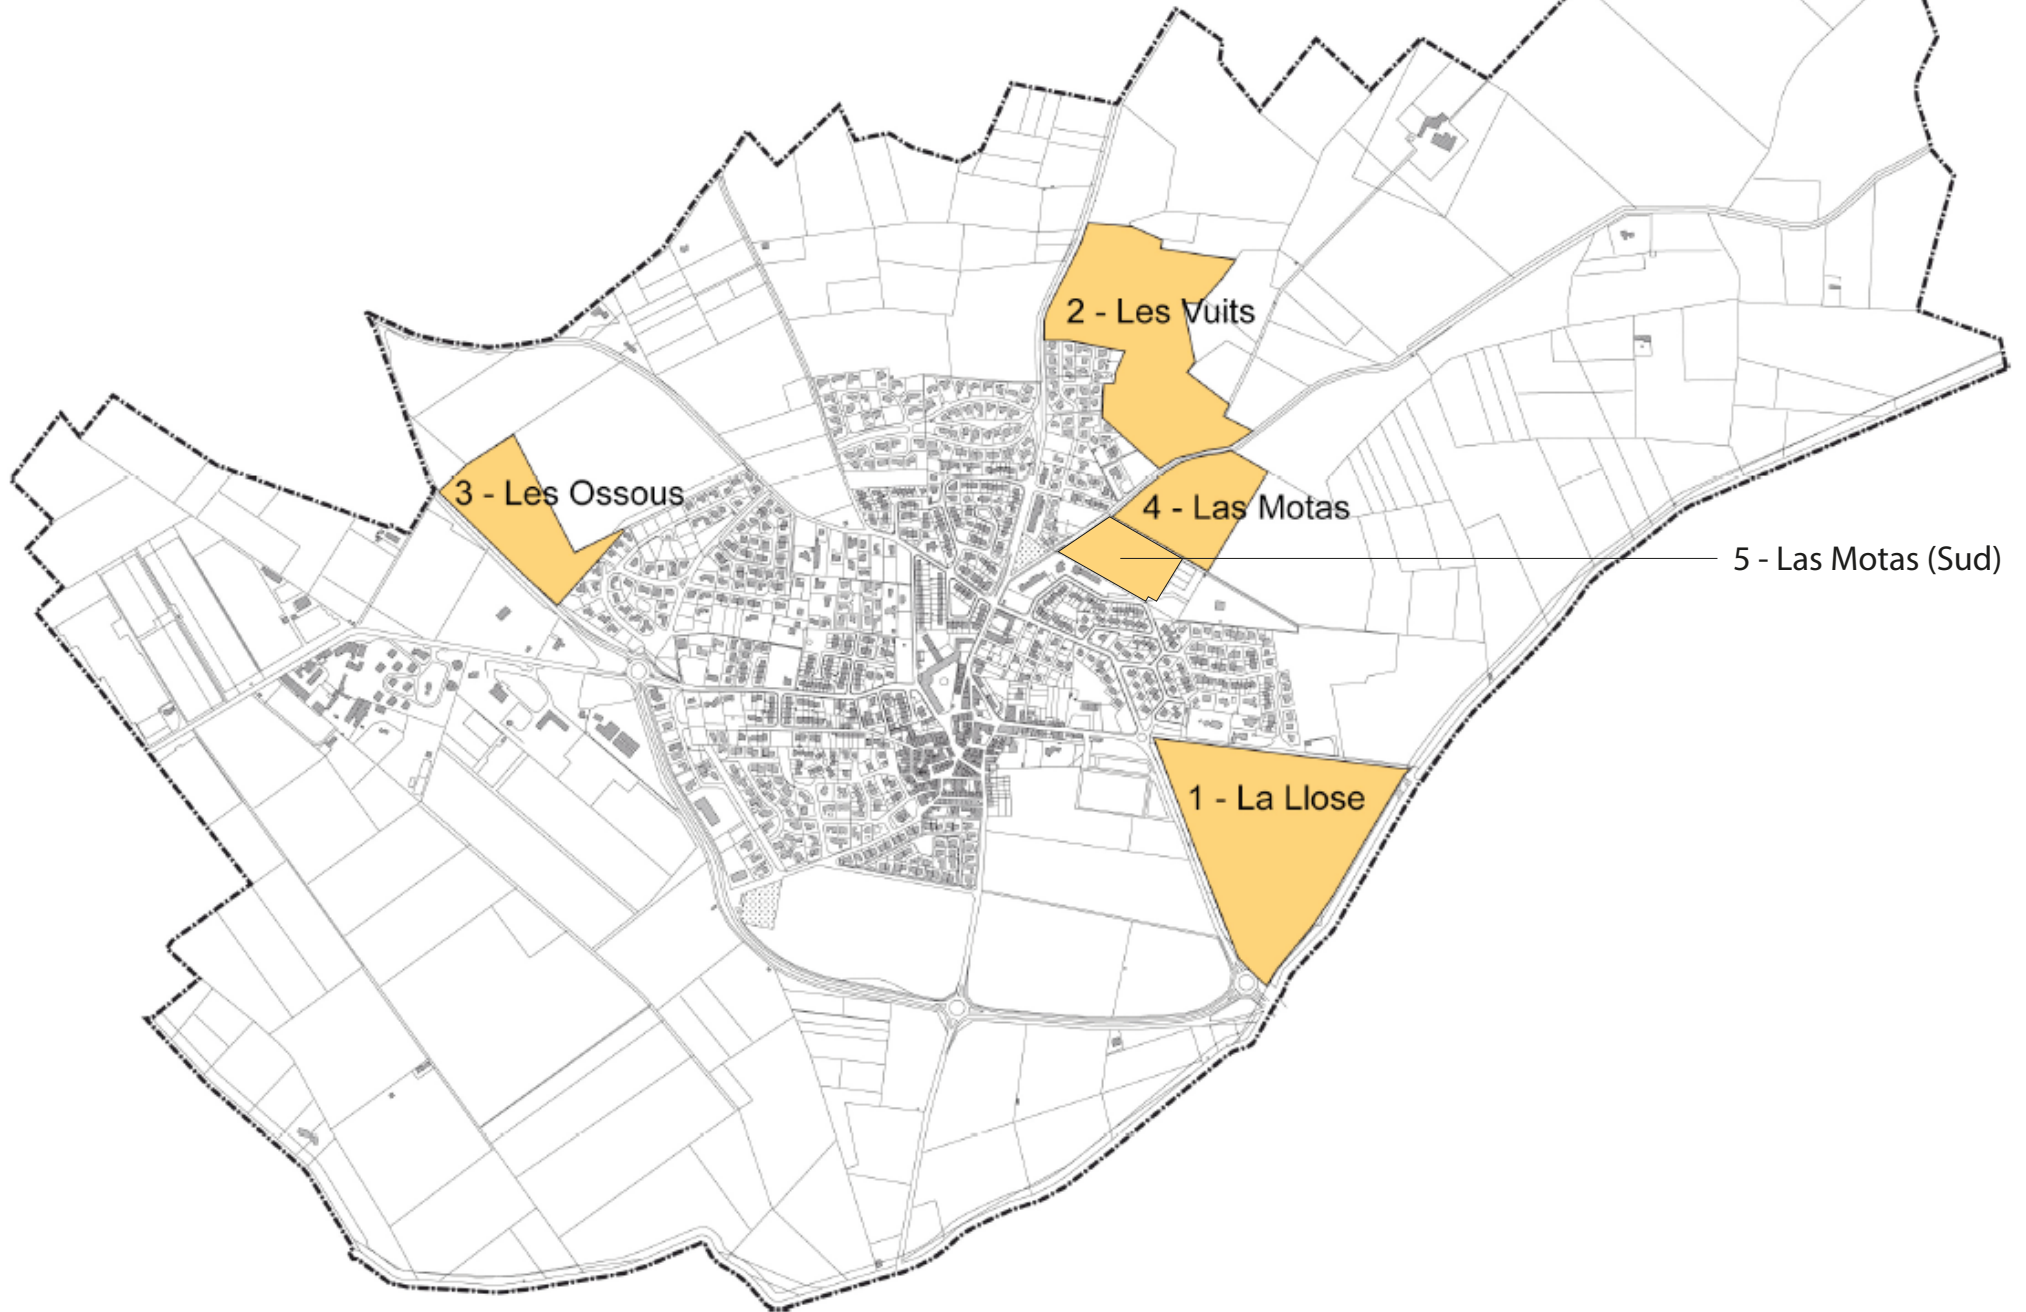 2 - Les Vuits
3 - Les Ossous
4 - Las Motas
5 - Las Motas (Sud)
1 - La Llose